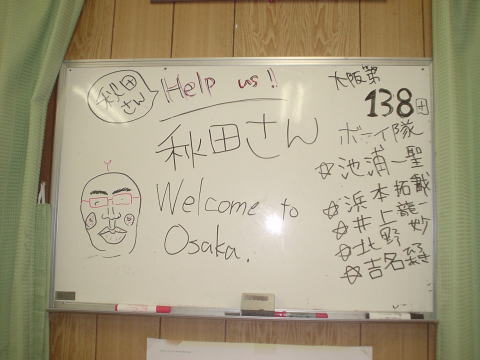 秋田
さん
Help us!!
秋田さん
Welcome to
Osaka.
大阪第
138団
ボーイ隊
☆池浦一聖
☆浜本拓哉
☆井上龍一
☆北野 妙
☆吉名